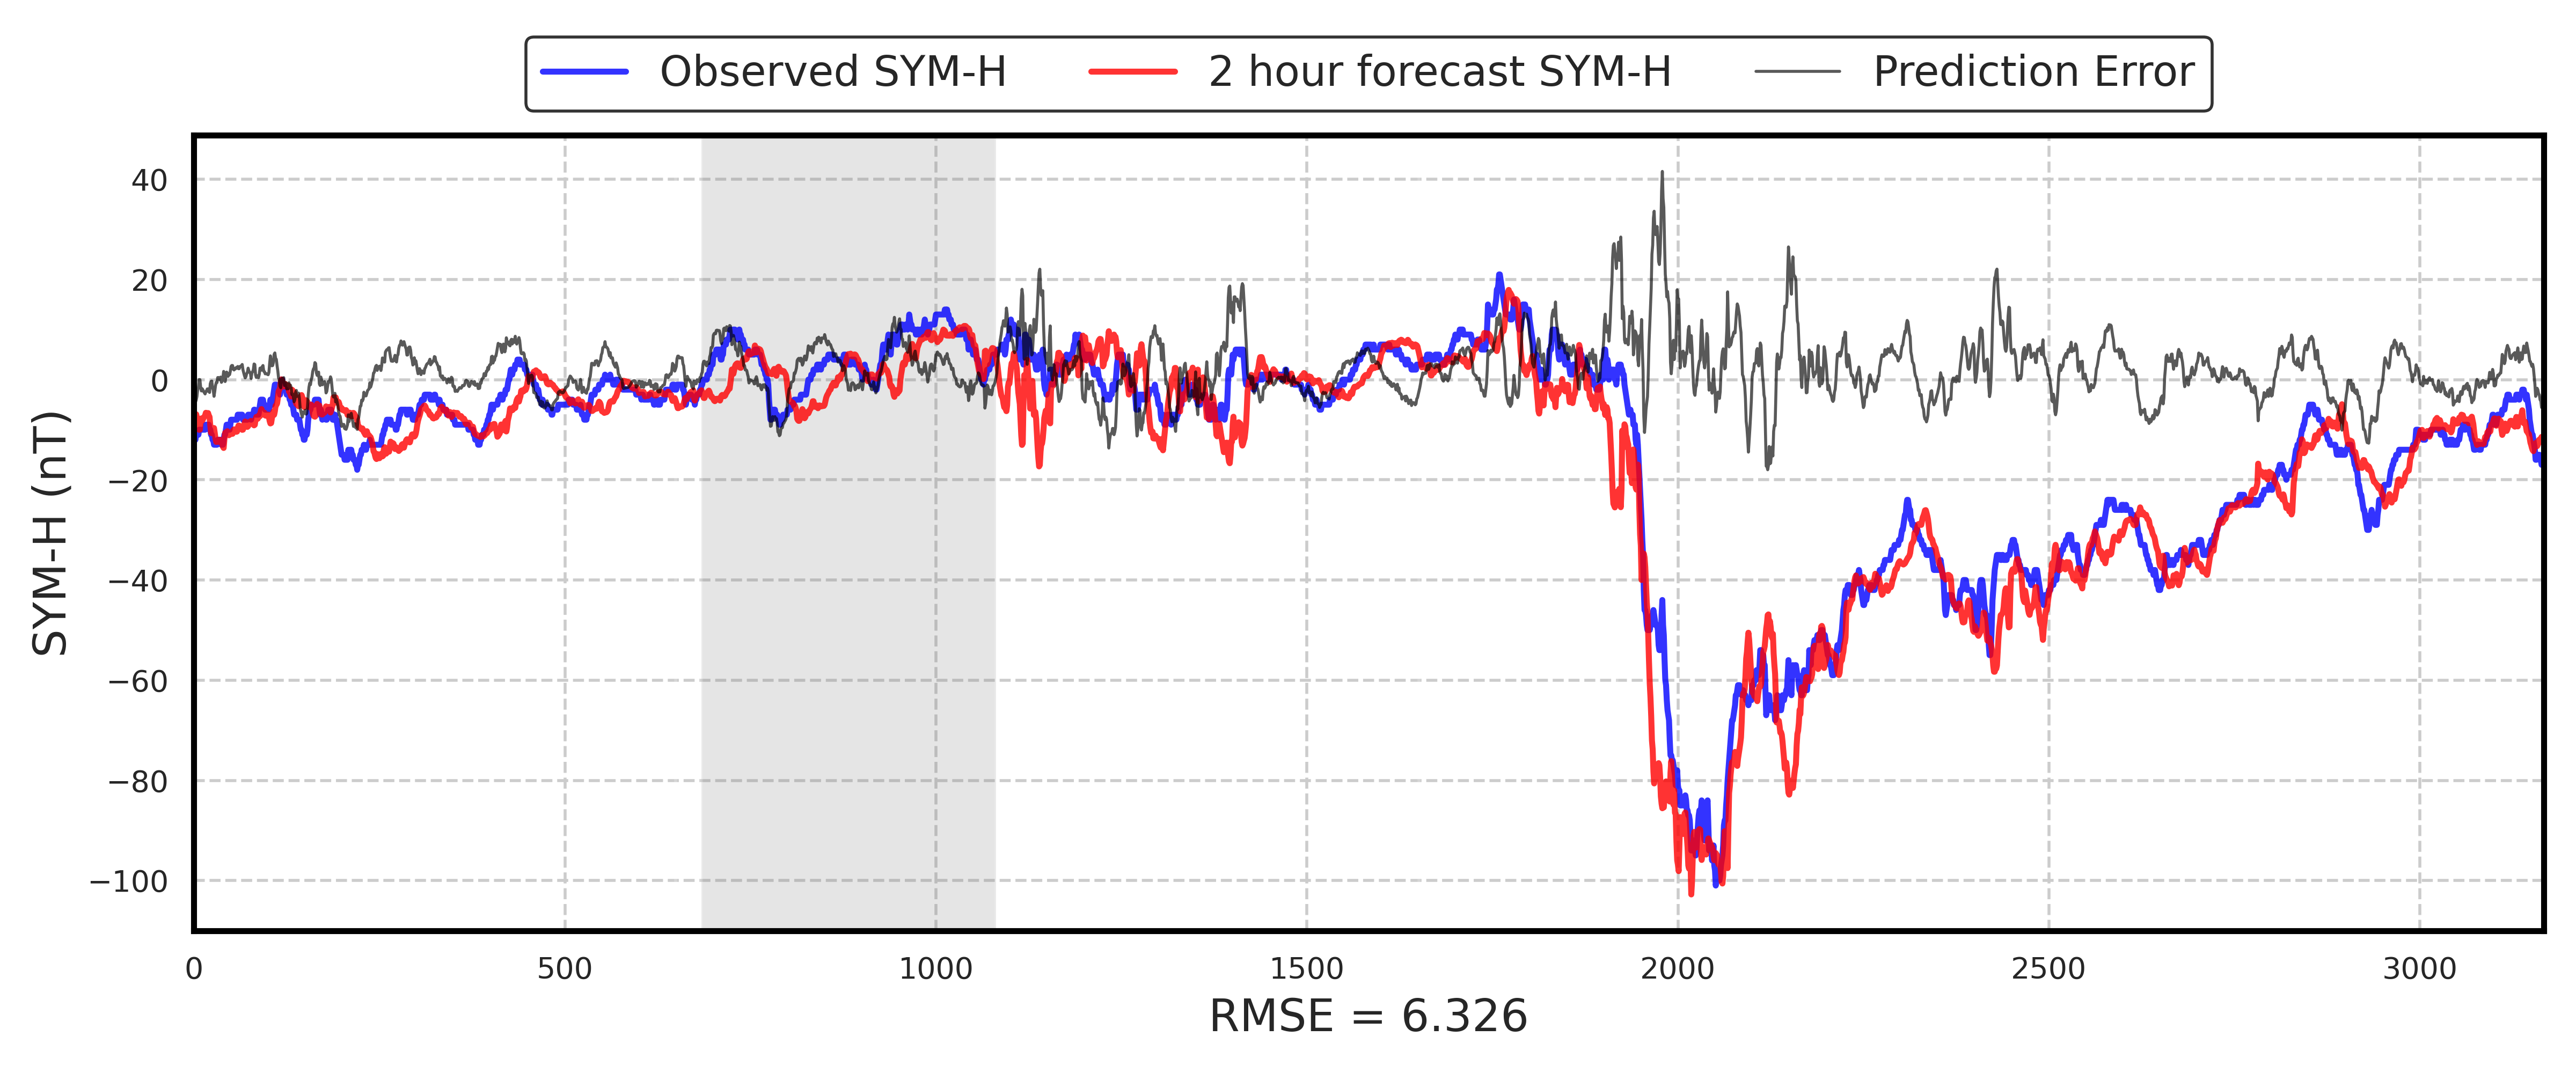 Observed SYM-H 2 hour forecast SYM-H Prediction Error
SYM-H (nT)
40
20
0
−20
−40
−60
−80
−100
0 500 1000 1500 2000 2500 3000
RMSE = 6.326